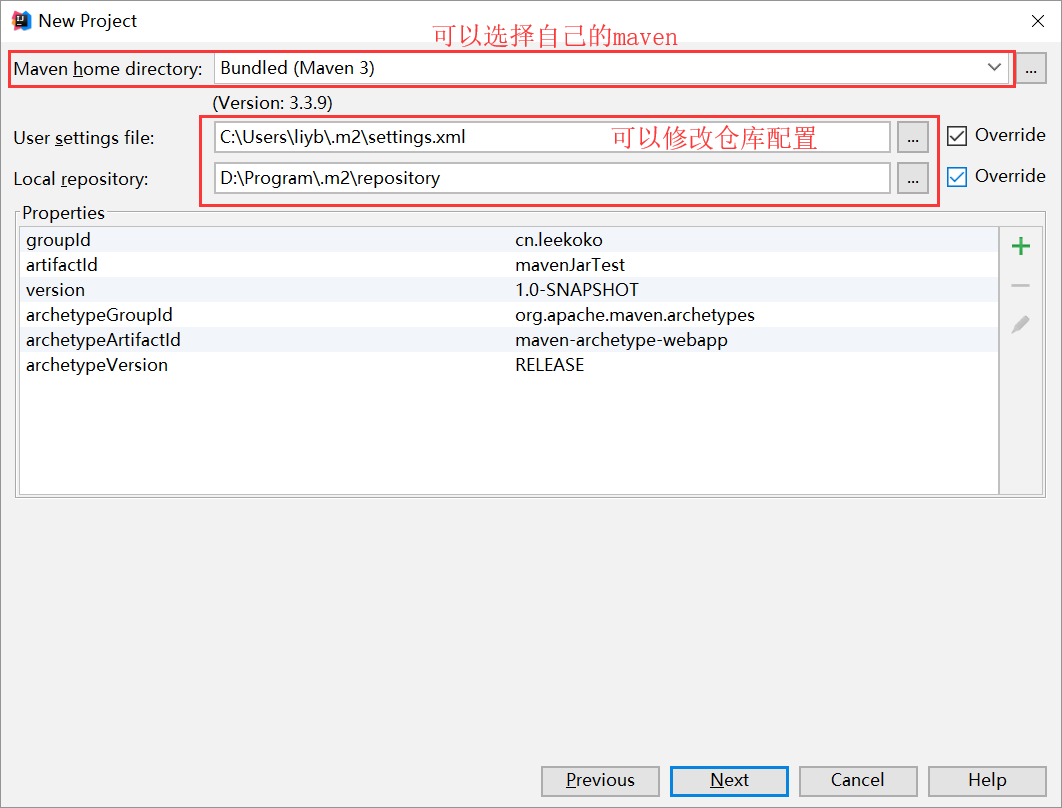 New Project
可以选择自己的maven
Maven home directory: Bundled (Maven 3) ...
(Version: 3.3.9)
User settings file: C:\Users\liyb\.m2\settings.xml 可以修改仓库配置 ... Override
Local repository: D:\Program\.m2\repository ... Override
Properties
groupId cn.leekoko
artifactId mavenJarTest
version 1.0-SNAPSHOT
archetypeGroupId org.apache.maven.archetypes
archetypeArtifactId maven-archetype-webapp
archetypeVersion RELEASE
Previous Next Cancel Help